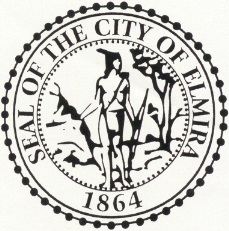 SEAL OF THE CITY OF ELMIRA
1864